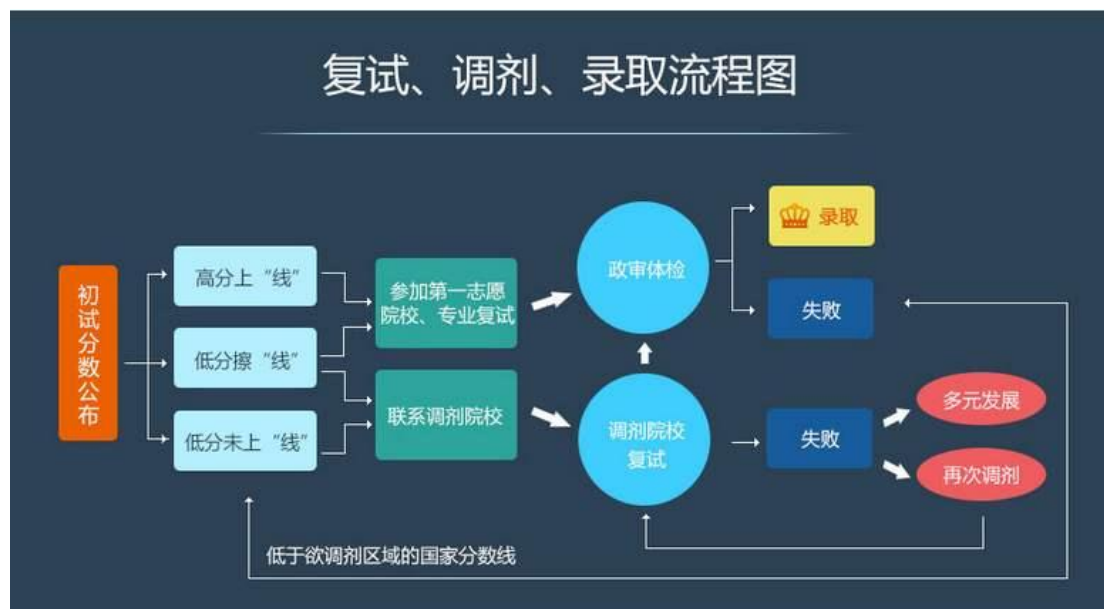 复试、调剂、录取流程图
初试分数公布
高分上“线”
低分擦“线”
低分未上“线”
参加第一志愿
院校、专业复试
联系调剂院校
政审体检
调剂院校
复试
录取
失败
失败
多元发展
再次调剂
低于欲调剂区域的国家分数线